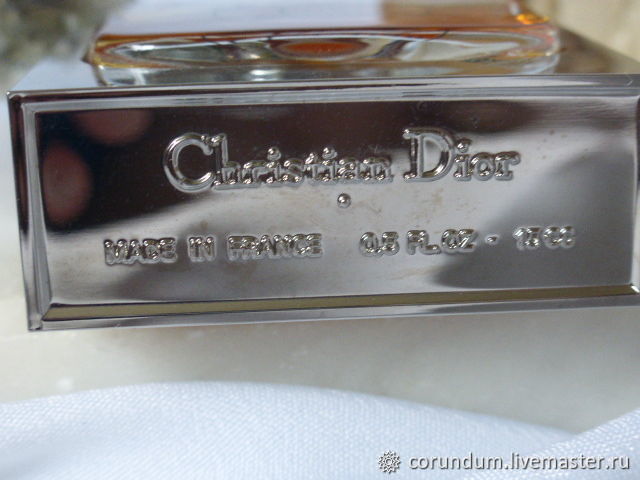 Christian Dior
MADE IN FRANCE 0.5 FL.OZ - 15 CC
corundum.livemaster.ru